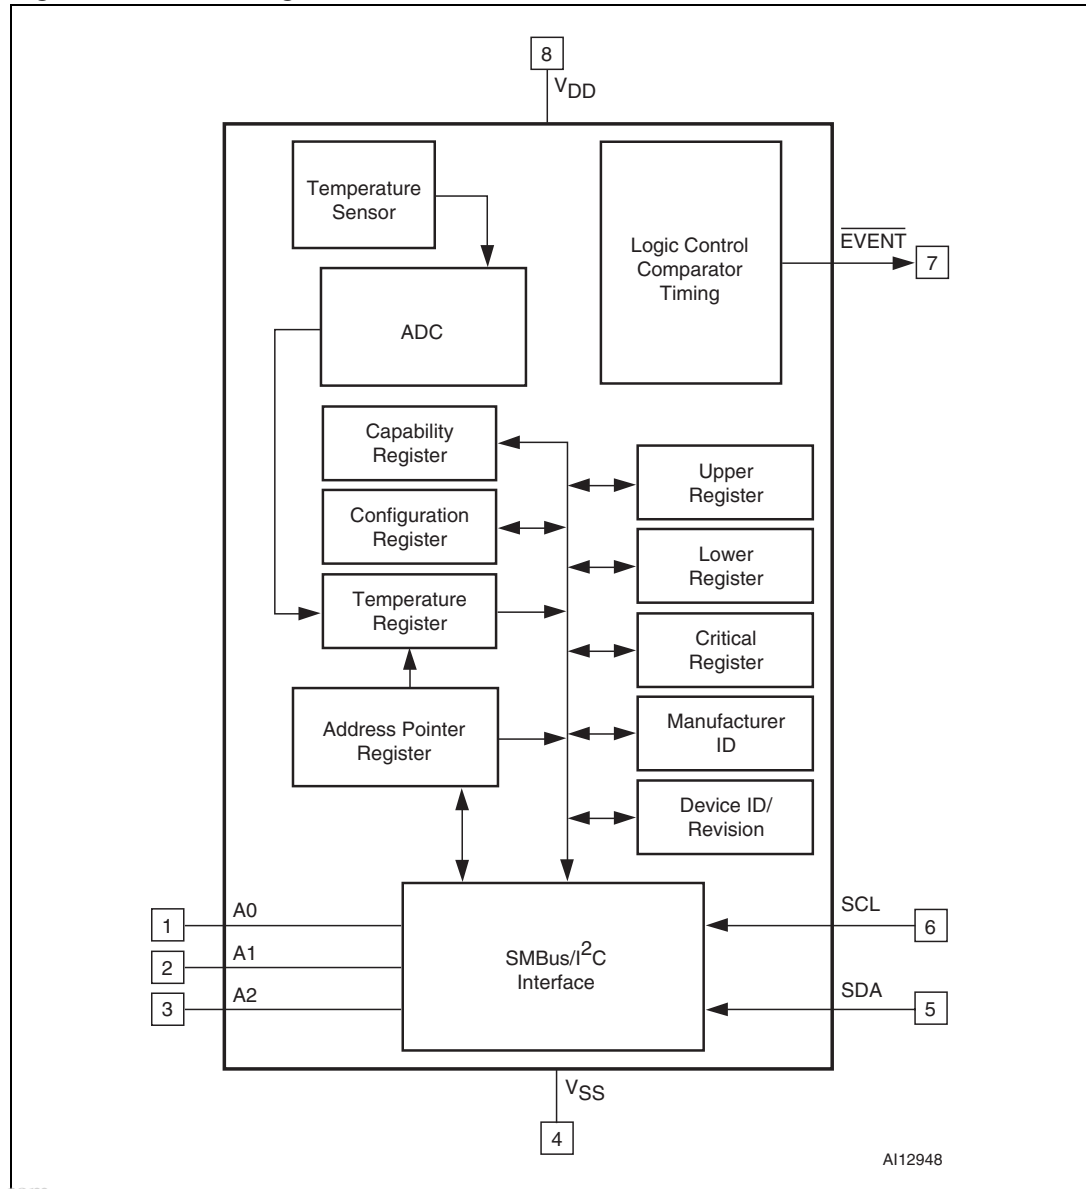 8
VDD
Temperature
Sensor
Logic Control
Comparator
Timing
EVENT
7
ADC
Capability
Register
Upper
Register
Configuration
Register
Lower
Register
Temperature
Register
Critical
Register
Address Pointer
Register
Manufacturer
ID
Device ID/
Revision
1
A0
2
A1
3
A2
SMBus/I2C
Interface
SCL
6
SDA
5
VSS
4
AI12948